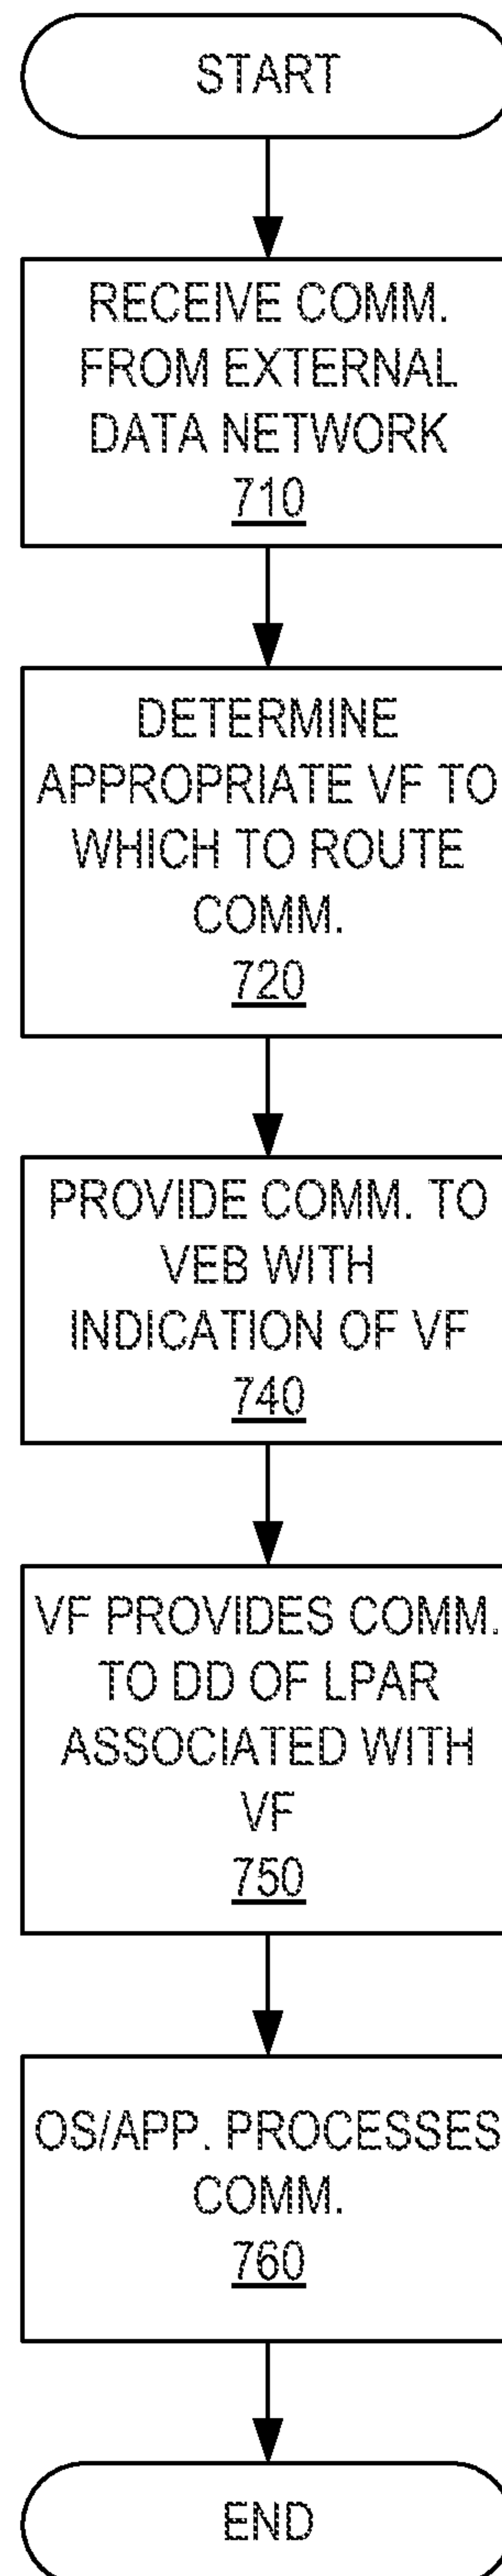 START
RECEIVE COMM.
FROM EXTERNAL
DATA NETWORK
710
DETERMINE
APPROPRIATE VF TO
WHICH TO ROUTE
COMM.
720
PROVIDE COMM. TO
VEB WITH
INDICATION OF VF
740
VF PROVIDES COMM.
TO DD OF LPAR
ASSOCIATED WITH
VF
750
OS/APP. PROCESSES
COMM.
760
END